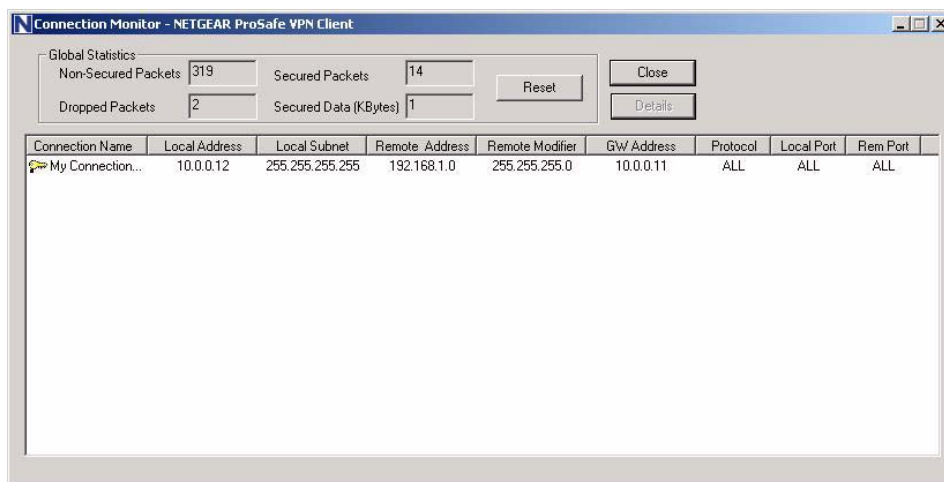 Connection Monitor - NETGEAR ProSafe VPN Client
Global Statistics
Non-Secured Packets 319 Secured Packets 14
Reset
Close
Dropped Packets 2 Secured Data (KBytes) 1
Details
Connection Name Local Address Local Subnet Remote Address Remote Modifier GW Address Protocol Local Port Rem Port
My Connection... 10.0.0.12 255.255.255.255 192.168.1.0 255.255.255.0 10.0.0.11 ALL ALL ALL